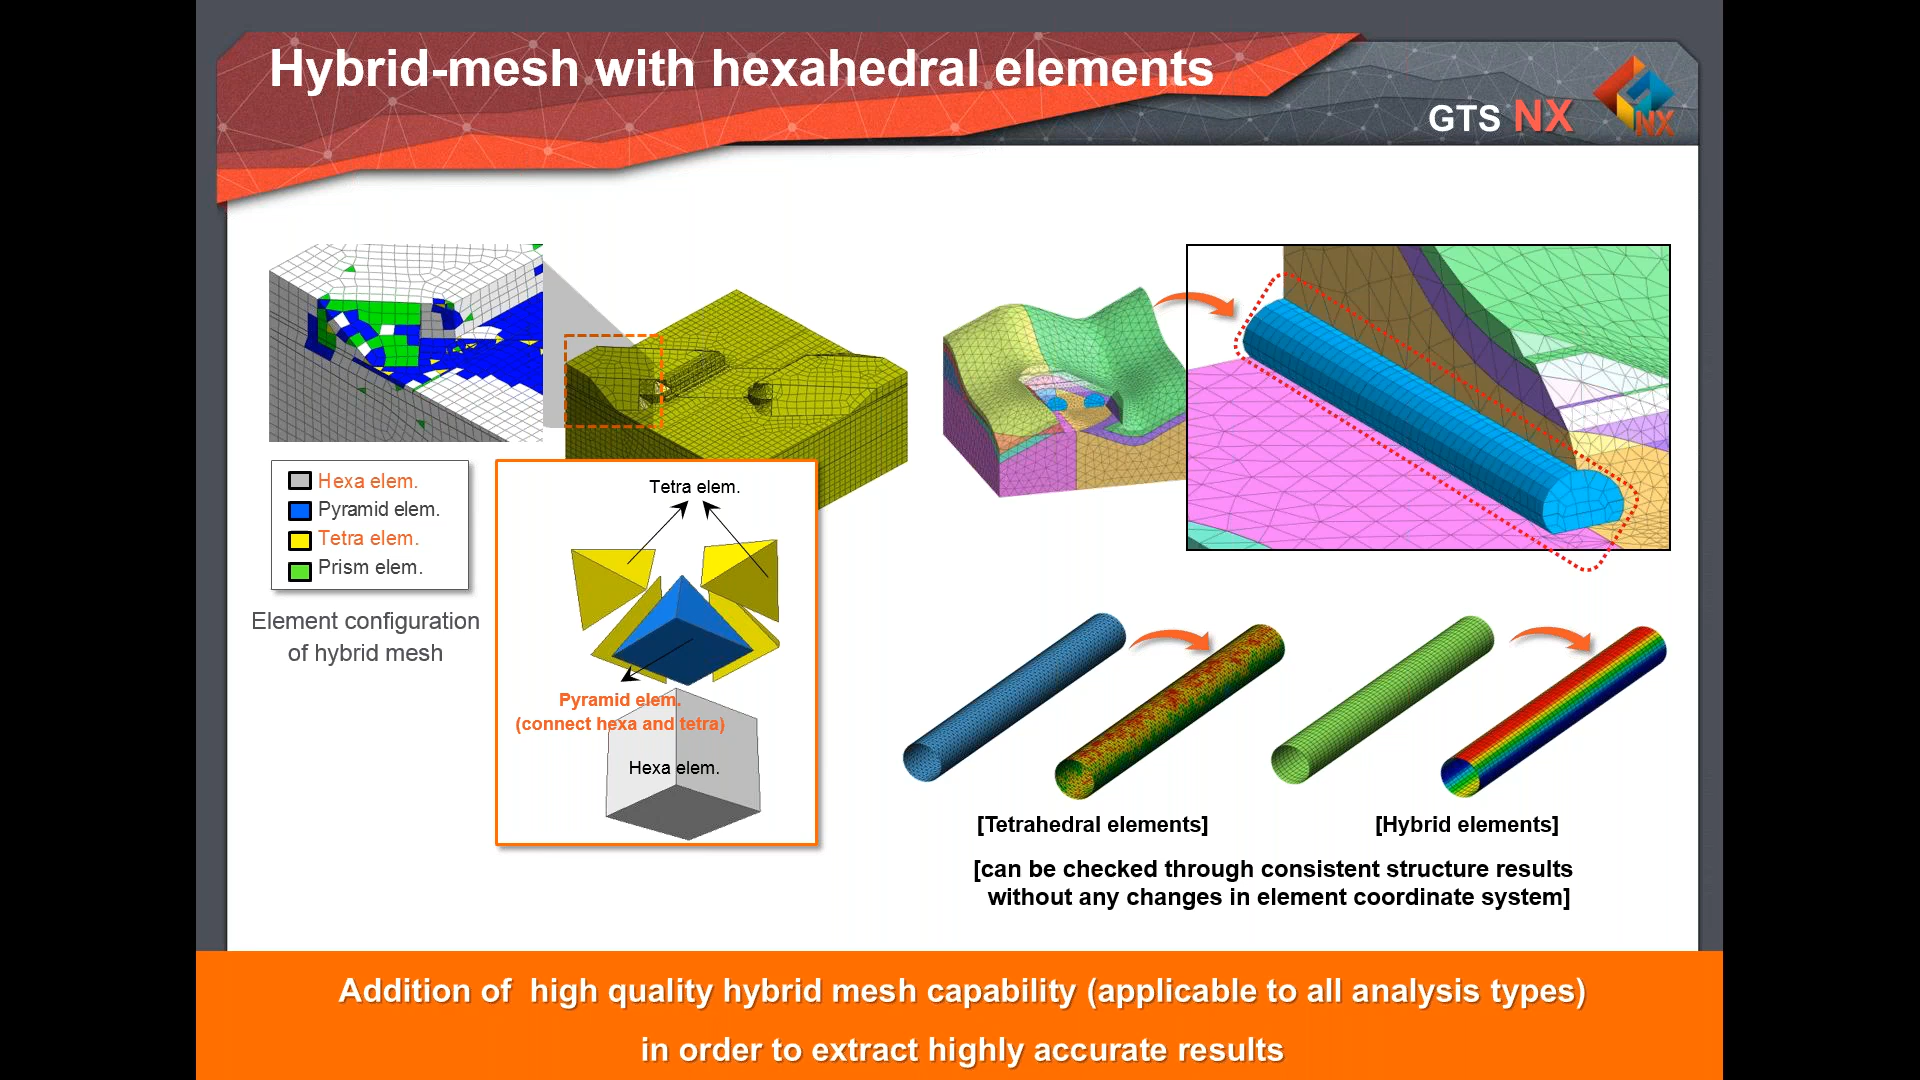 Hybrid-mesh with hexahedral elements
GTS NX
NX
Hexa elem.
Pyramid elem.
Tetra elem.
Prism elem.
Element configuration
of hybrid mesh
Tetra elem.
Pyramid elem.
(connect hexa and tetra)
Hexa elem.
[Tetrahedral elements]
[Hybrid elements]
[can be checked through consistent structure results
without any changes in element coordinate system]
Addition of  high quality hybrid mesh capability (applicable to all analysis types)
in order to extract highly accurate results